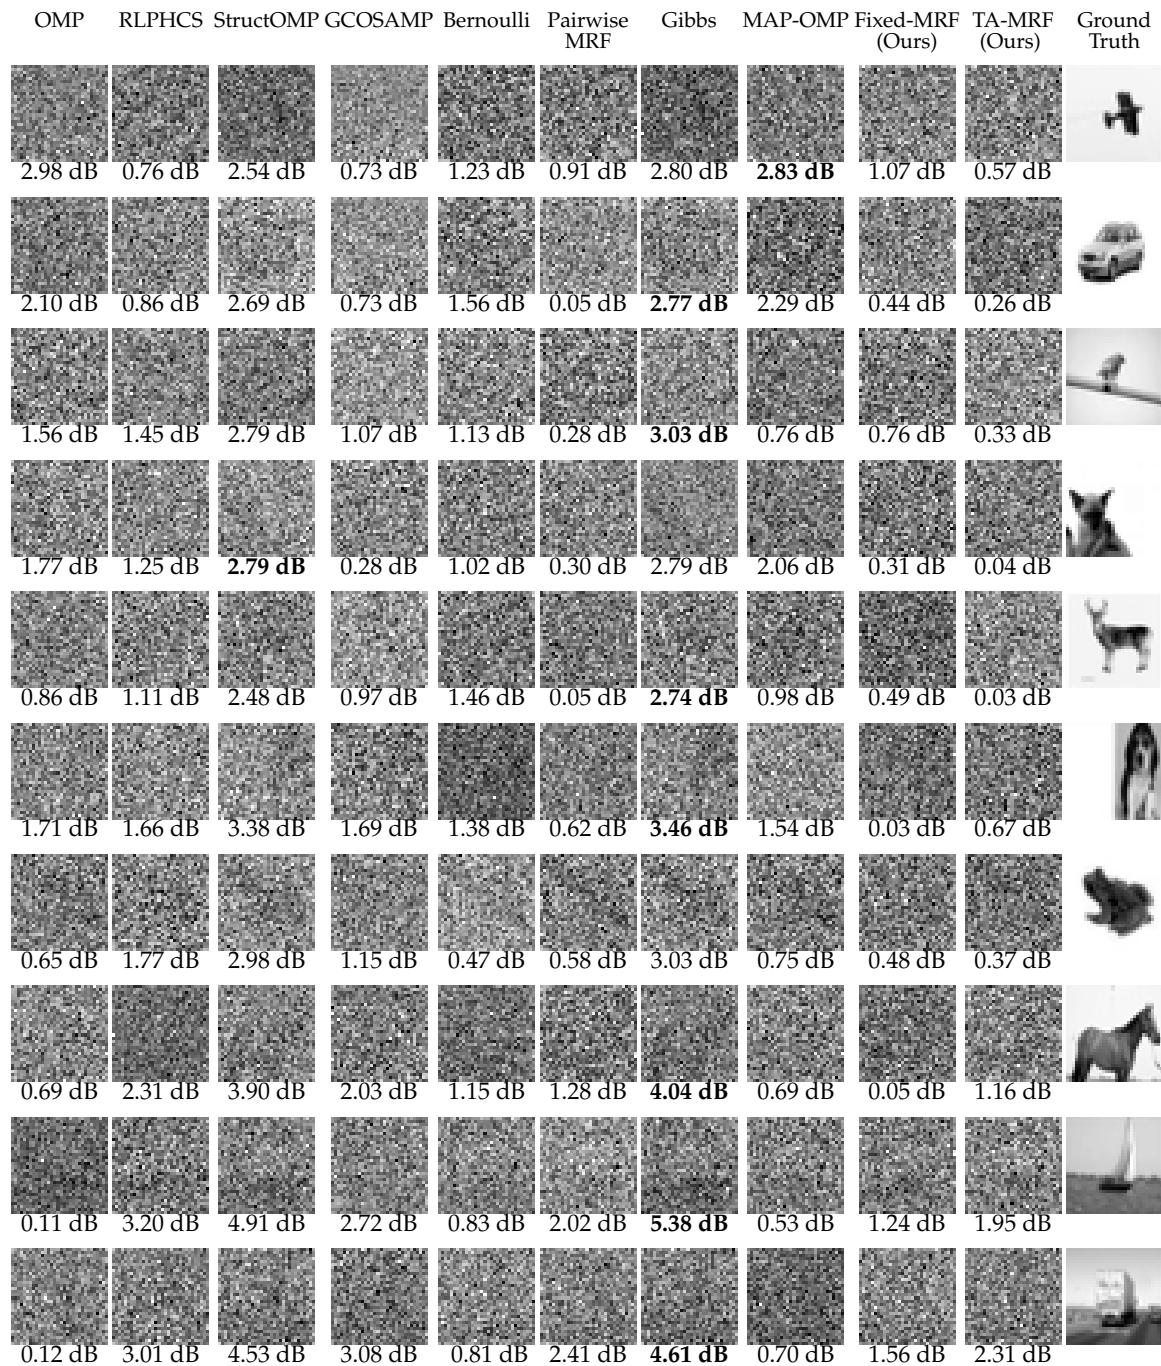 OMP RLPHCS StructOMP GCOSAMP Bernoulli Pairwise MRF Gibbs MAP-OMP Fixed-MRF (Ours) TA-MRF (Ours) Ground Truth
2.98 dB 0.76 dB 2.54 dB 0.73 dB 1.23 dB 0.91 dB 2.80 dB 2.83 dB 1.07 dB 0.57 dB
2.10 dB 0.86 dB 2.69 dB 0.73 dB 1.56 dB 0.05 dB 2.77 dB 2.29 dB 0.44 dB 0.26 dB
1.56 dB 1.45 dB 2.79 dB 1.07 dB 1.13 dB 0.28 dB 3.03 dB 0.76 dB 0.76 dB 0.33 dB
1.77 dB 1.25 dB 2.79 dB 0.28 dB 1.02 dB 0.30 dB 2.79 dB 2.06 dB 0.31 dB 0.04 dB
0.86 dB 1.11 dB 2.48 dB 0.97 dB 1.46 dB 0.05 dB 2.74 dB 0.98 dB 0.49 dB 0.03 dB
1.71 dB 1.66 dB 3.38 dB 1.69 dB 1.38 dB 0.62 dB 3.46 dB 1.54 dB 0.03 dB 0.67 dB
0.65 dB 1.77 dB 2.98 dB 1.15 dB 0.47 dB 0.58 dB 3.03 dB 0.75 dB 0.48 dB 0.37 dB
0.69 dB 2.31 dB 3.90 dB 2.03 dB 1.15 dB 1.28 dB 4.04 dB 0.69 dB 0.05 dB 1.16 dB
0.11 dB 3.20 dB 4.91 dB 2.72 dB 0.83 dB 2.02 dB 5.38 dB 0.53 dB 1.24 dB 1.95 dB
0.12 dB 3.01 dB 4.53 dB 3.08 dB 0.81 dB 2.41 dB 4.61 dB 0.70 dB 1.56 dB 2.31 dB